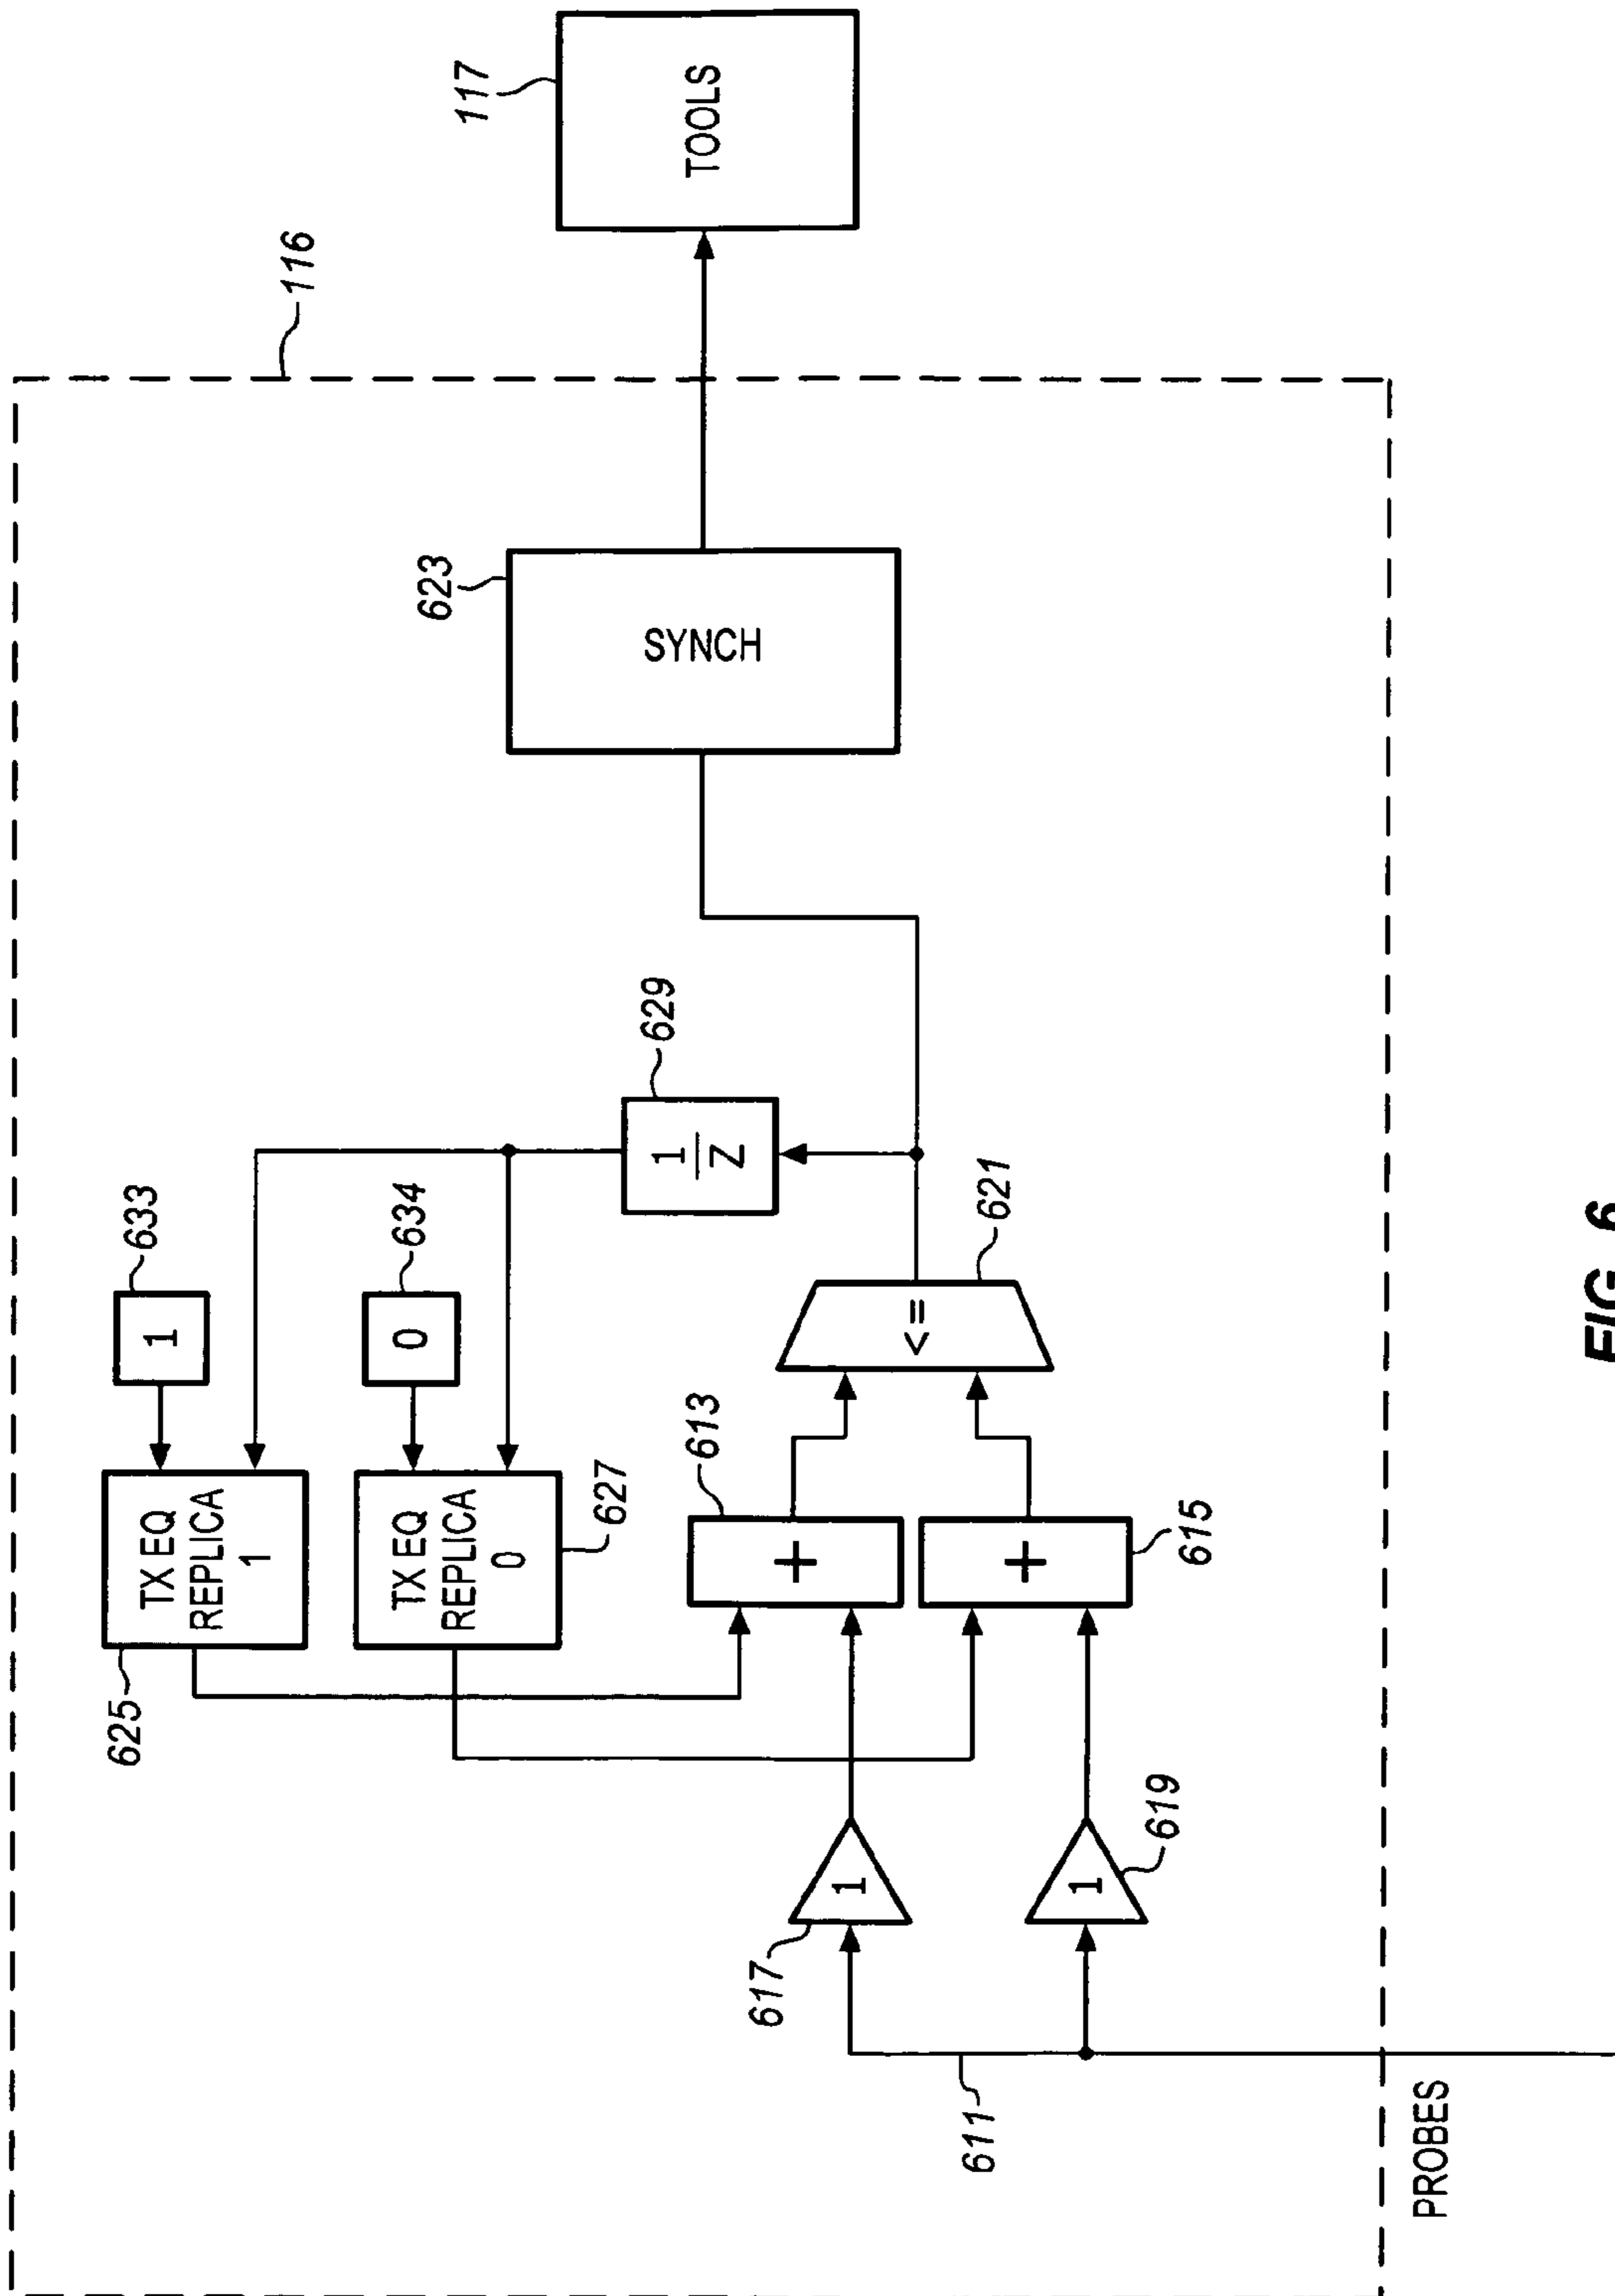 116
117
TOOLS
623
SYNCH
633
1
634
0
629
1
Z
TX EQ
REPLICA
1
625
TX EQ
REPLICA
0
627
613
+
615
+
621
<=
617
1
619
1
611
PROBES
FIG. 6